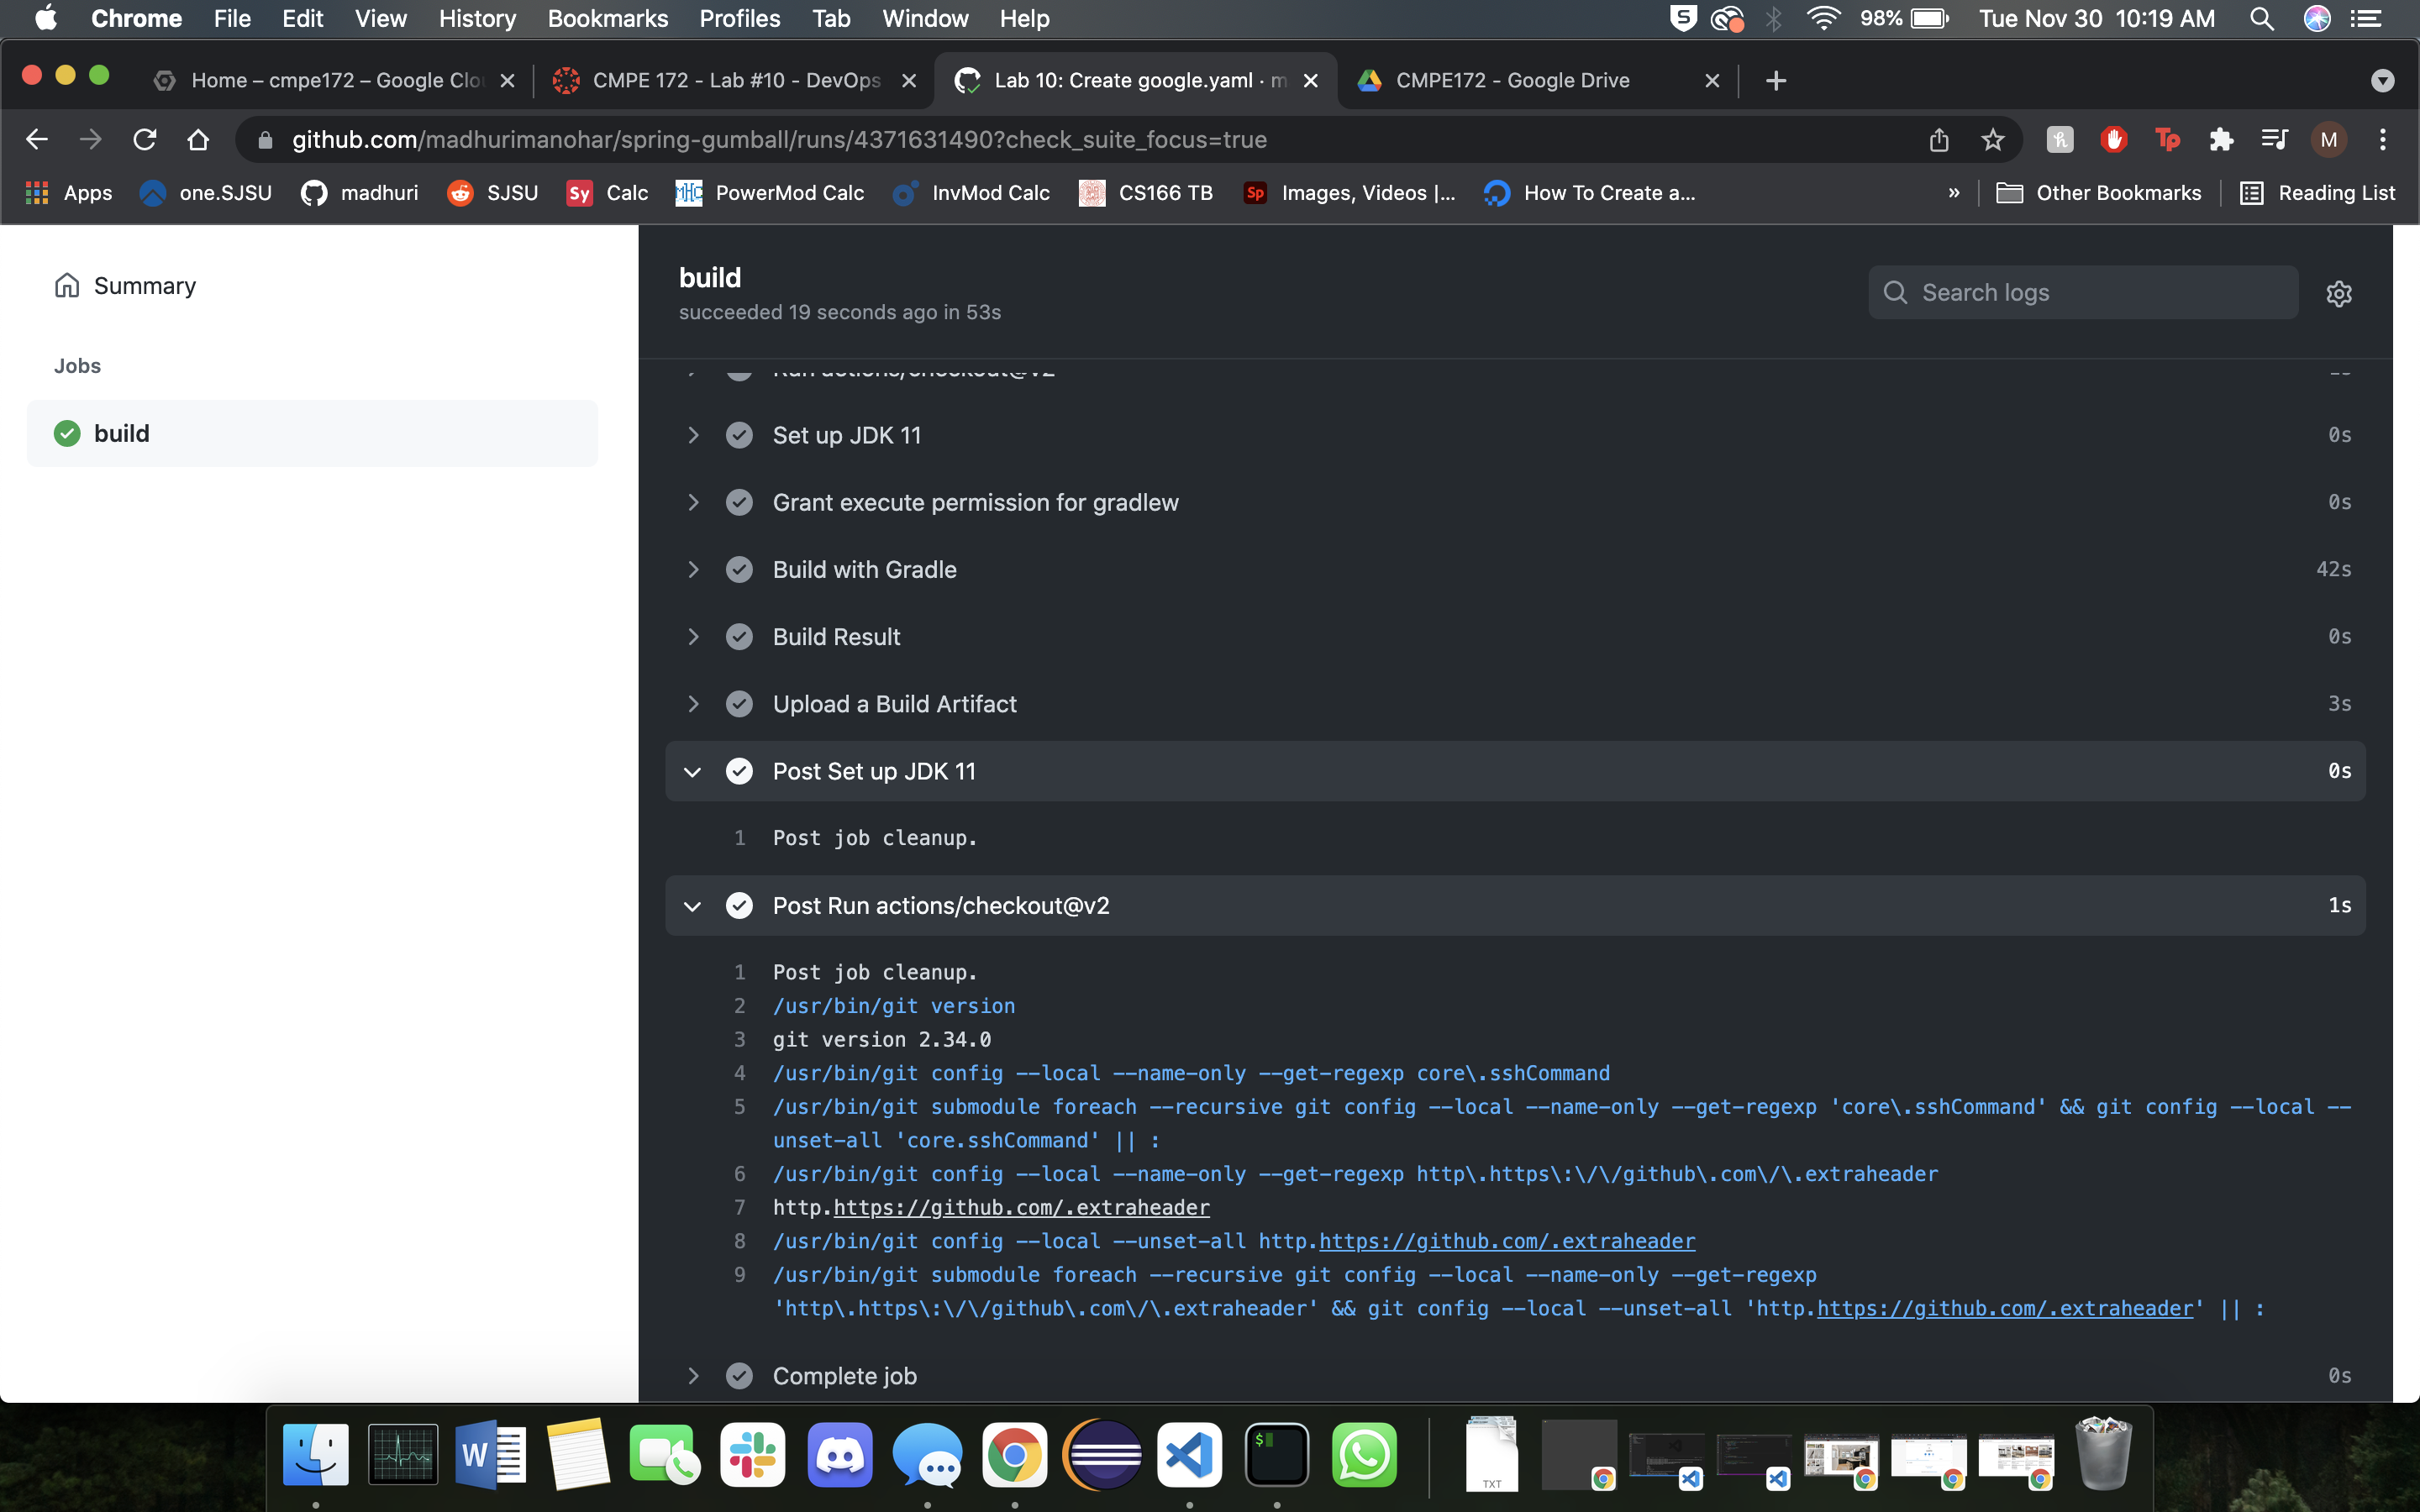 Chrome File Edit View History Bookmarks Profiles Tab Window Help
98% Tue Nov 30 10:19 AM
Home – cmpe172 – Google Clou
CMPE 172 - Lab #10 - DevOps
Lab 10: Create google.yaml · m
CMPE172 - Google Drive
github.com/madhurimanohar/spring-gumball/runs/4371631490?check_suite_focus=true
M
Apps one.SJSU madhuri SJSU Sy Calc MHC PowerMod Calc InvMod Calc CS166 TB Sp Images, Videos |... How To Create a... » Other Bookmarks Reading List
Summary
Jobs
build
build
succeeded 19 seconds ago in 53s
Search logs
Run actions/checkout@v2
Set up JDK 11 0s
Grant execute permission for gradlew 0s
Build with Gradle 42s
Build Result 0s
Upload a Build Artifact 3s
Post Set up JDK 11 0s
1 Post job cleanup.
Post Run actions/checkout@v2 1s
1 Post job cleanup.
2 /usr/bin/git version
3 git version 2.34.0
4 /usr/bin/git config --local --name-only --get-regexp core\.sshCommand
5 /usr/bin/git submodule foreach --recursive git config --local --name-only --get-regexp 'core\.sshCommand' && git config --local --
unset-all 'core.sshCommand' || :
6 /usr/bin/git config --local --name-only --get-regexp http\.https\:\/\/github\.com\/\.extraheader
7 http.https://github.com/.extraheader
8 /usr/bin/git config --local --unset-all http.https://github.com/.extraheader
9 /usr/bin/git submodule foreach --recursive git config --local --name-only --get-regexp
'http\.https\:\/\/github\.com\/\.extraheader' && git config --local --unset-all 'http.https://github.com/.extraheader' || :
Complete job 0s
W
$
TXT